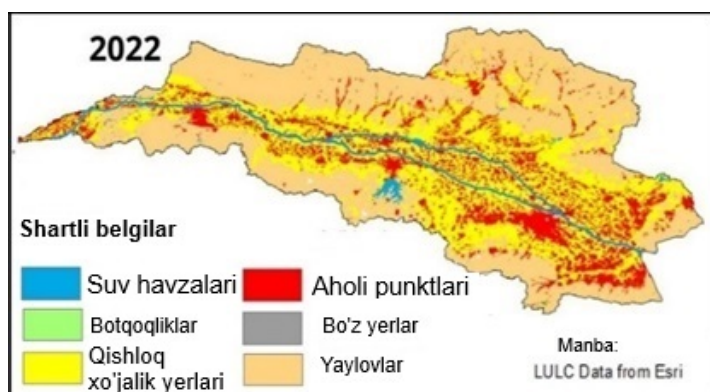 2022
Shartli belgilar
Suv havzalari
Aholi punktlari
Botqoqliklar
Bo'z yerlar
Qishloq
xo'jalik yerlari
Yaylovlar
Manba:
LULC Data from Esri